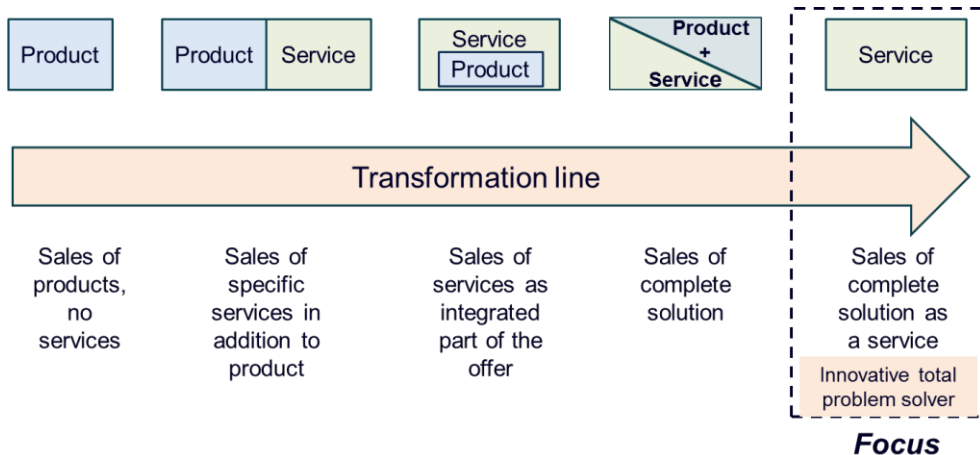 Product
Product
Service
Service
Product
Product
+
Service
Service
Transformation line
Sales of
products,
no
services
Sales of
specific
services in
addition to
product
Sales of
services as
integrated
part of the
offer
Sales of
complete
solution
Sales of
complete
solution as
a service
Innovative total
problem solver
Focus